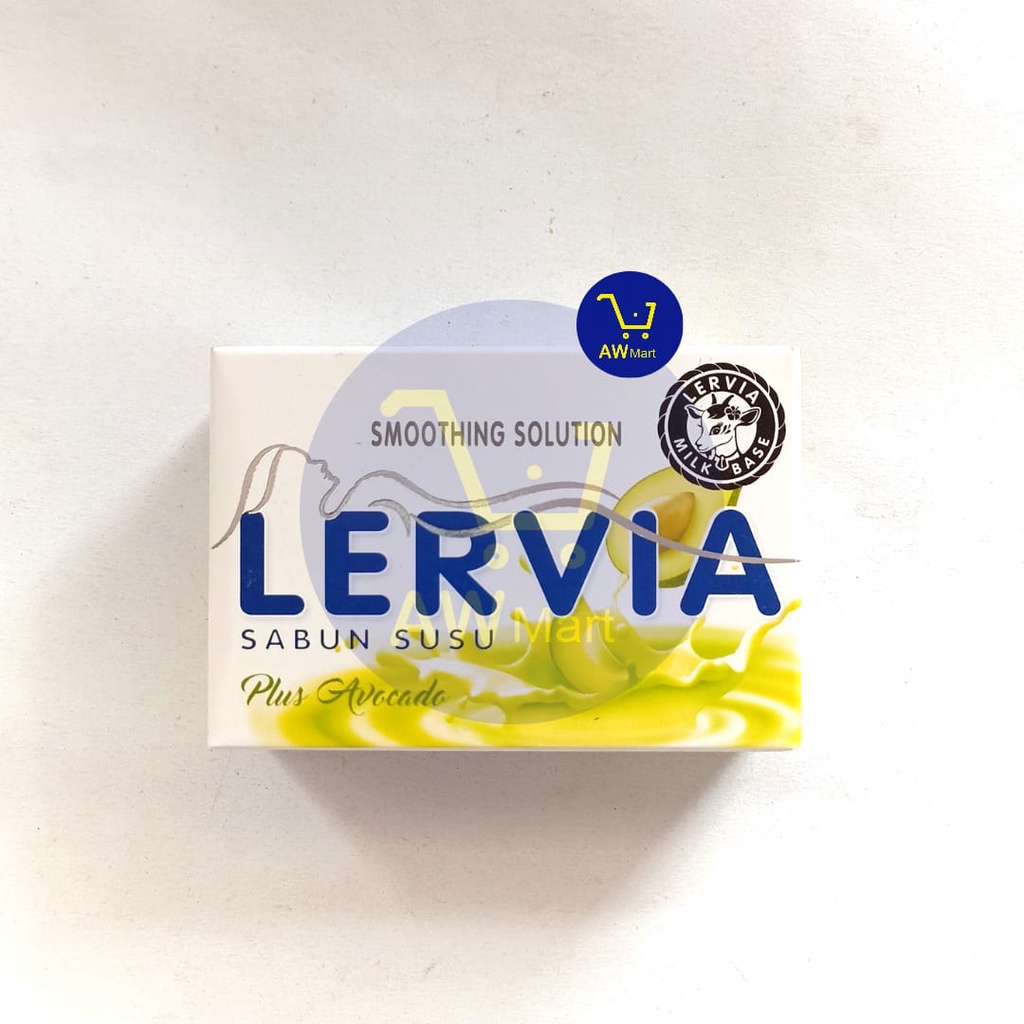 AW Mart
LERVIA
MILK BASE
SMOOTHING SOLUTION
LERVIA
AW Mart
SABUN SUSU
Plus Avocado